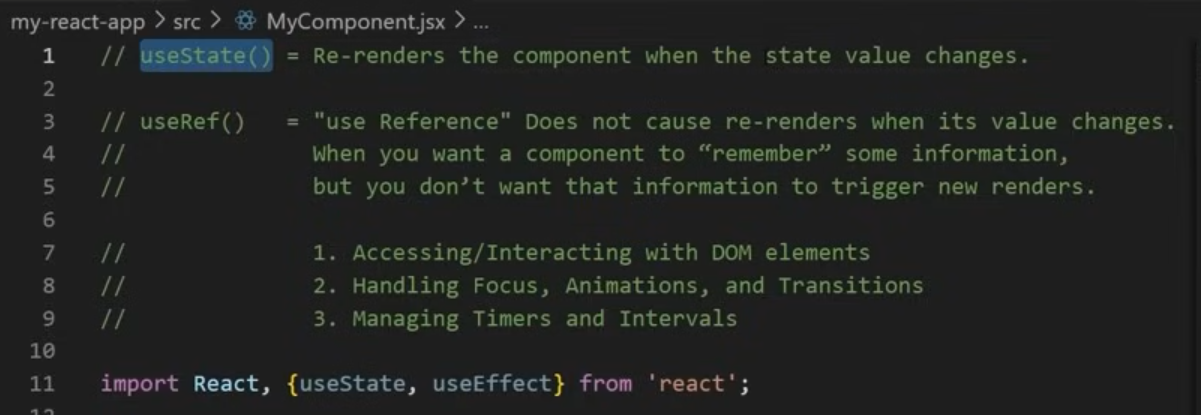 my-react-app > src > MyComponent.jsx > ...
1 // useState() = Re-renders the component when the state value changes.
2
3 // useRef() = "use Reference" Does not cause re-renders when its value changes.
4 // When you want a component to “remember” some information,
5 // but you don’t want that information to trigger new renders.
6
7 // 1. Accessing/Interacting with DOM elements
8 // 2. Handling Focus, Animations, and Transitions
9 // 3. Managing Timers and Intervals
10
11 import React, {useState, useEffect} from 'react';
12